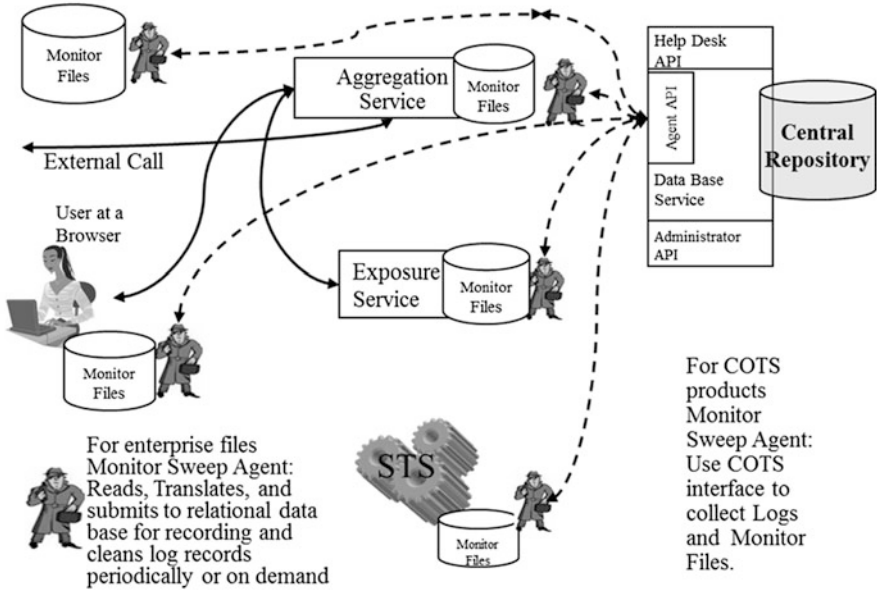 Monitor
Files
Aggregation
Service
Monitor
Files
Help Desk
API
Agent API
Data Base
Service
Administrator
API
Central
Repository
External Call
User at a
Browser
Monitor
Files
Exposure
Service
Monitor
Files
STS
Monitor
Files
For enterprise files
Monitor Sweep Agent:
Reads, Translates, and
submits to relational data
base for recording and
cleans log records
periodically or on demand
For COTS
products
Monitor
Sweep Agent:
Use COTS
interface to
collect Logs
and Monitor
Files.